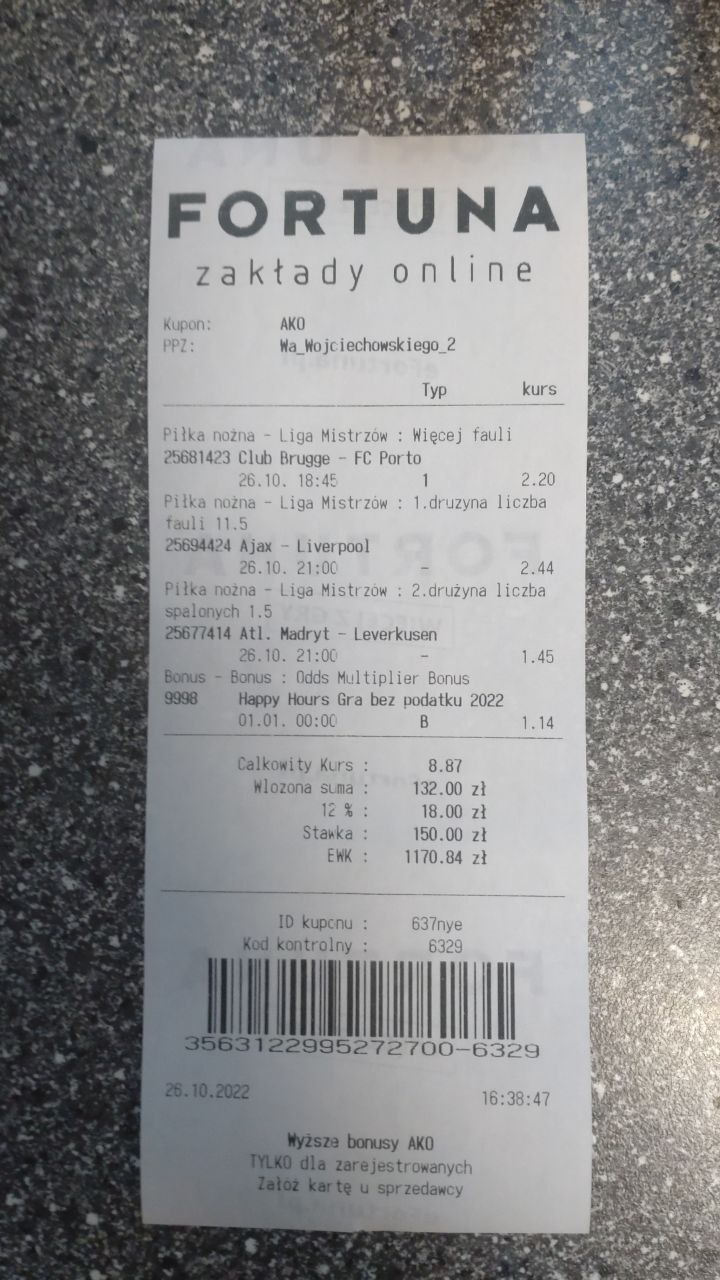 FORTUNA
zakłady online
Kupon: AKO
PPZ: Wa_Wojciechowskiego_2
Typ kurs
Piłka nożna - Liga Mistrzów : Więcej fauli
25681423 Club Brugge - FC Porto
26.10. 18:45 1 2.20
Piłka nożna - Liga Mistrzów : 1.druzyna liczba
fauli 11.5
25694424 Ajax - Liverpool
26.10. 21:00 - 2.44
Piłka nożna - Liga Mistrzów : 2.drużyna liczba
spalonych 1.5
25677414 Atl. Madryt - Leverkusen
26.10. 21:00 - 1.45
Bonus - Bonus : Odds Multiplier Bonus
9998 Happy Hours Gra bez podatku 2022
01.01. 00:00 B 1.14
Calkowity Kurs : 8.87
Wlozona suma : 132.00 zł
12 % : 18.00 zł
Stawka : 150.00 zł
EWK : 1170.84 zł
ID kuponu : 637nye
Kod kontrolny : 6329
3563122995272700-6329
26.10.2022 16:38:47
Wyższe bonusy AKO
TYLKO dla zarejestrowanych
Załóż kartę u sprzedawcy